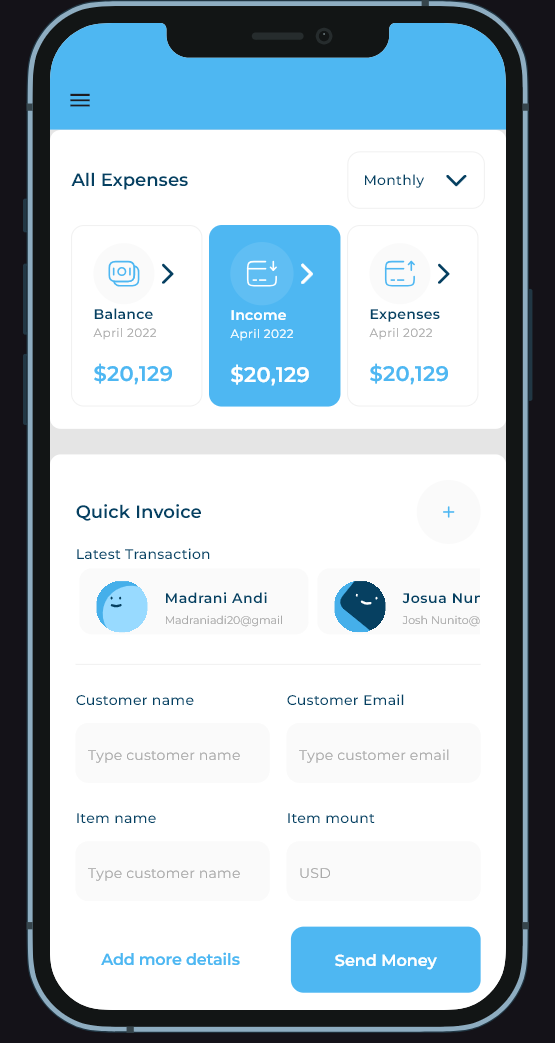 All Expenses
Monthly
Balance
April 2022
$20,129
Income
April 2022
$20,129
Expenses
April 2022
$20,129
Quick Invoice
+
Latest Transaction
Madrani Andi
Madraniadi20@gmail
Josua Nun
Josh Nunito@
Customer name
Customer Email
Type customer name
Type customer email
Item name
Item mount
Type customer name
USD
Add more details
Send Money